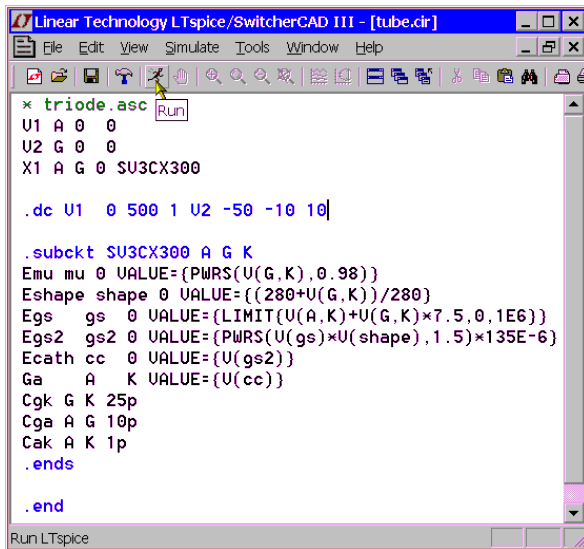 Linear Technology LTspice/SwitcherCAD III - [tube.cir]
File Edit View Simulate Tools Window Help
* triode.asc
Run
V1 A 0 0
V2 G 0 0
X1 A G 0 SV3CX300
.dc V1 0 500 1 V2 -50 -10 10
.subckt SV3CX300 A G K
Emu mu 0 VALUE={PWRS(V(G,K),0.98)}
Eshape shape 0 VALUE={(280+V(G,K))/280}
Egs gs 0 VALUE={LIMIT(V(A,K)+V(G,K)*7.5,0,1E6)}
Egs2 gs2 0 VALUE={PWRS(V(gs)*V(shape),1.5)*135E-6}
Ecath cc 0 VALUE={V(gs2)}
Ga A K VALUE={V(cc)}
Cgk G K 25p
Cga A G 10p
Cak A K 1p
.ends
.end
Run LTspice